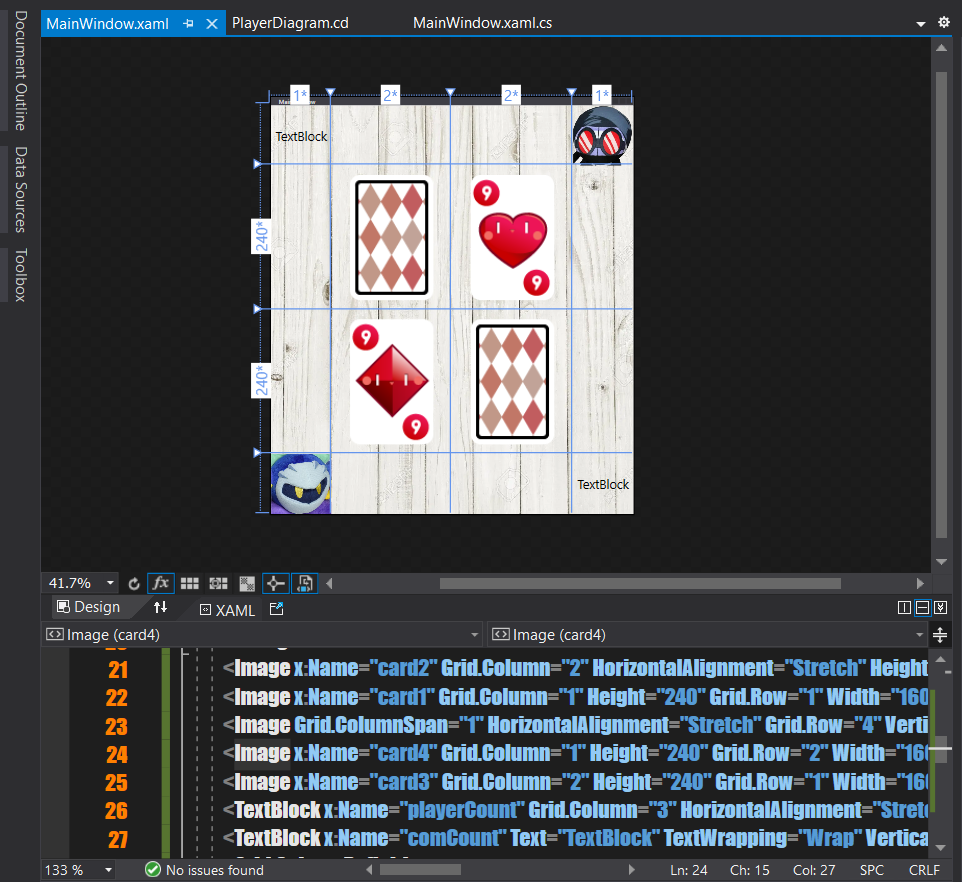 MainWindow.xaml
PlayerDiagram.cd
MainWindow.xaml.cs
Document Outline
Data Sources
Toolbox
1*
2*
2*
1*
TextBlock
240*
9
9
240*
9
9
TextBlock
41.7%
fx
Design
XAML
Image (card4)
Image (card4)
21 <Image x:Name="card2" Grid.Column="2" HorizontalAlignment="Stretch" Height
22 <Image x:Name="card1" Grid.Column="1" Height="240" Grid.Row="1" Width="160
23 <Image Grid.ColumnSpan="1" HorizontalAlignment="Stretch" Grid.Row="4" Verti
24 <Image x:Name="card4" Grid.Column="1" Height="240" Grid.Row="2" Width="160
25 <Image x:Name="card3" Grid.Column="2" Height="240" Grid.Row="1" Width="160
26 <TextBlock x:Name="playerCount" Grid.Column="3" HorizontalAlignment="Stretc
27 <TextBlock x:Name="comCount" Text="TextBlock" TextWrapping="Wrap" Vertica
133 %
No issues found
Ln: 24
Ch: 15
Col: 27
SPC
CRLF